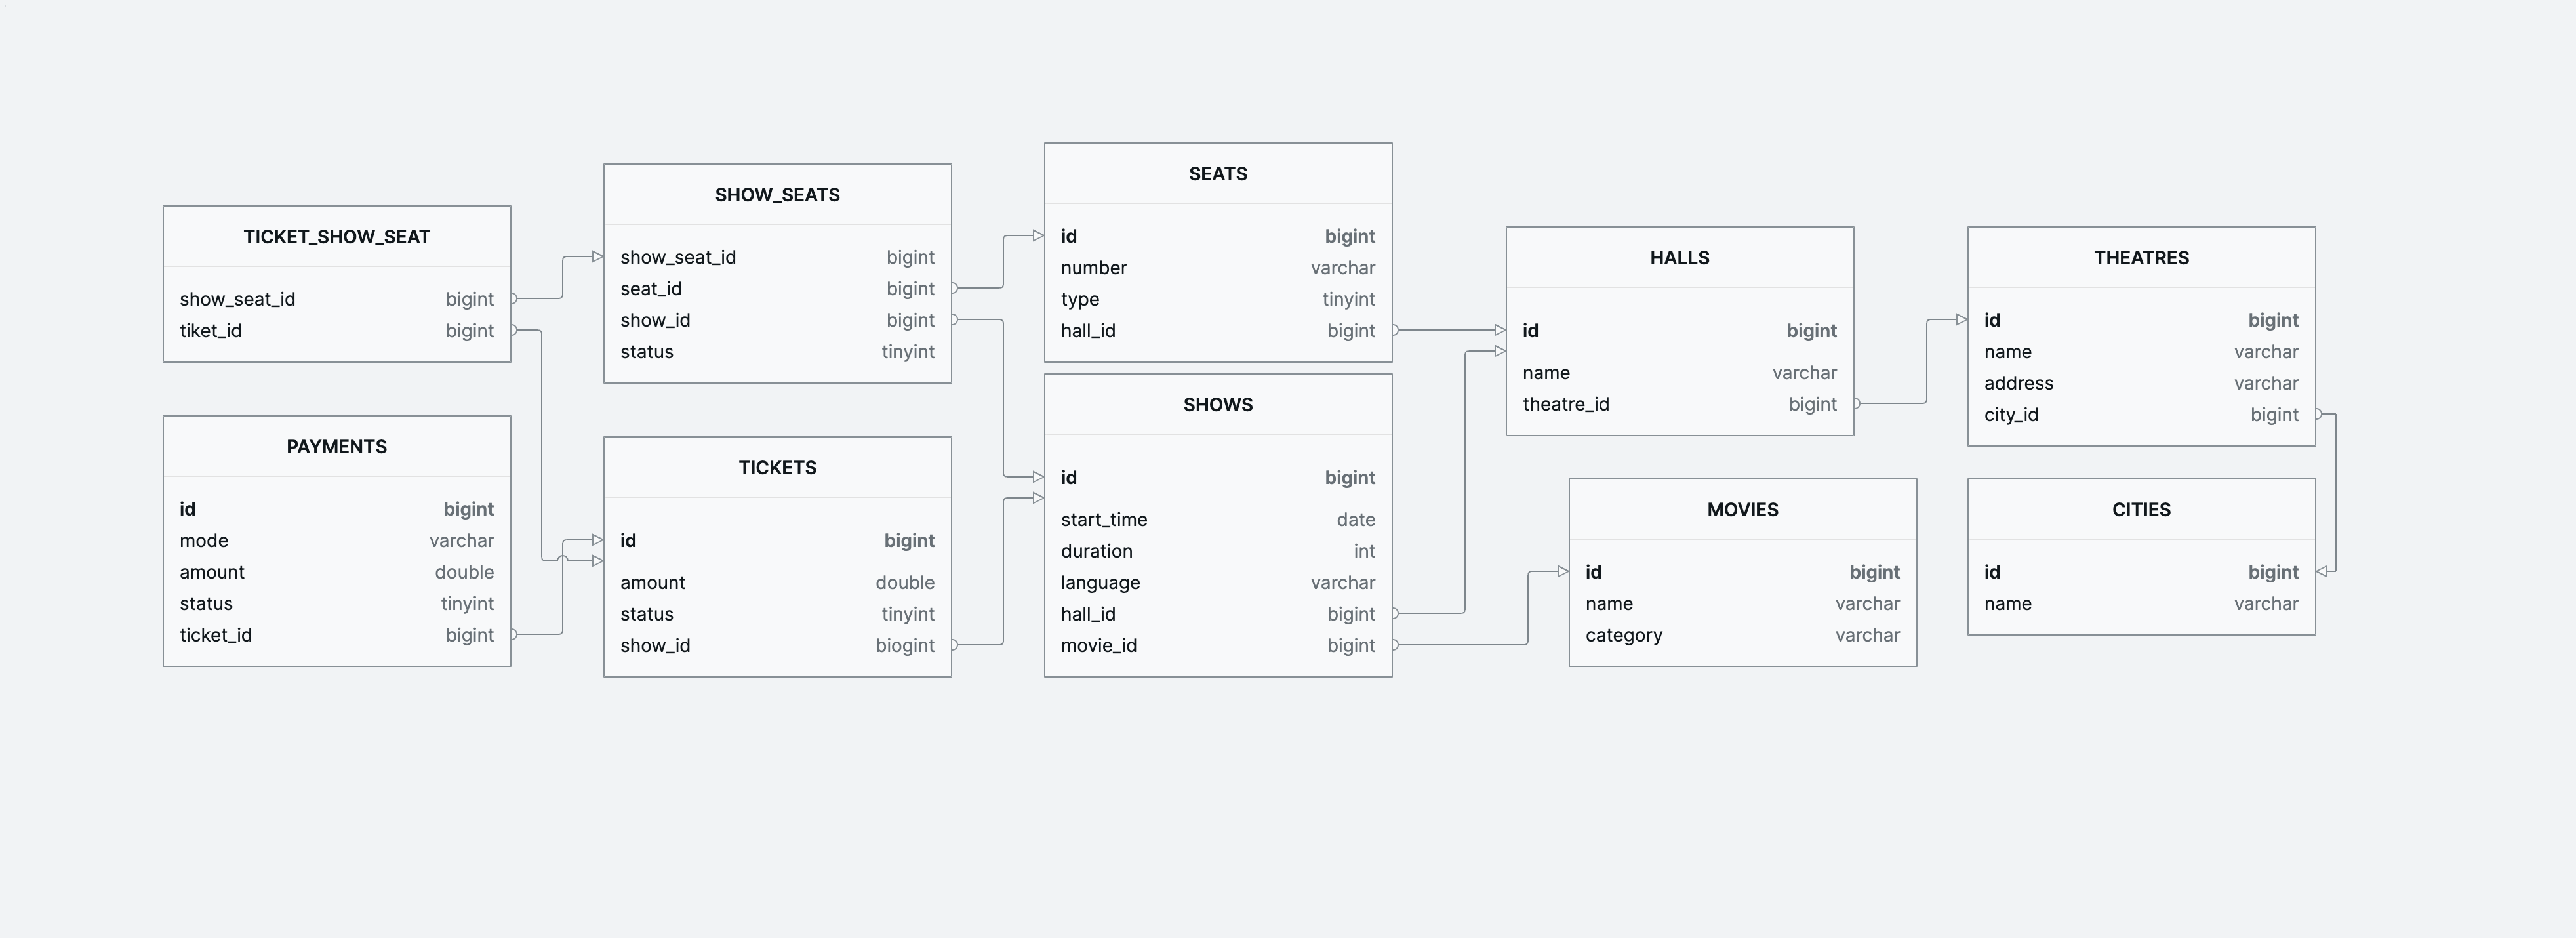 TICKET_SHOW_SEAT
show_seat_id bigint
tiket_id bigint
PAYMENTS
id bigint
mode varchar
amount double
status tinyint
ticket_id bigint
SHOW_SEATS
show_seat_id bigint
seat_id bigint
show_id bigint
status tinyint
TICKETS
id bigint
amount double
status tinyint
show_id biogint
SEATS
id bigint
number varchar
type tinyint
hall_id bigint
SHOWS
id bigint
start_time date
duration int
language varchar
hall_id bigint
movie_id bigint
HALLS
id bigint
name varchar
theatre_id bigint
MOVIES
id bigint
name varchar
category varchar
THEATRES
id bigint
name varchar
address varchar
city_id bigint
CITIES
id bigint
name varchar